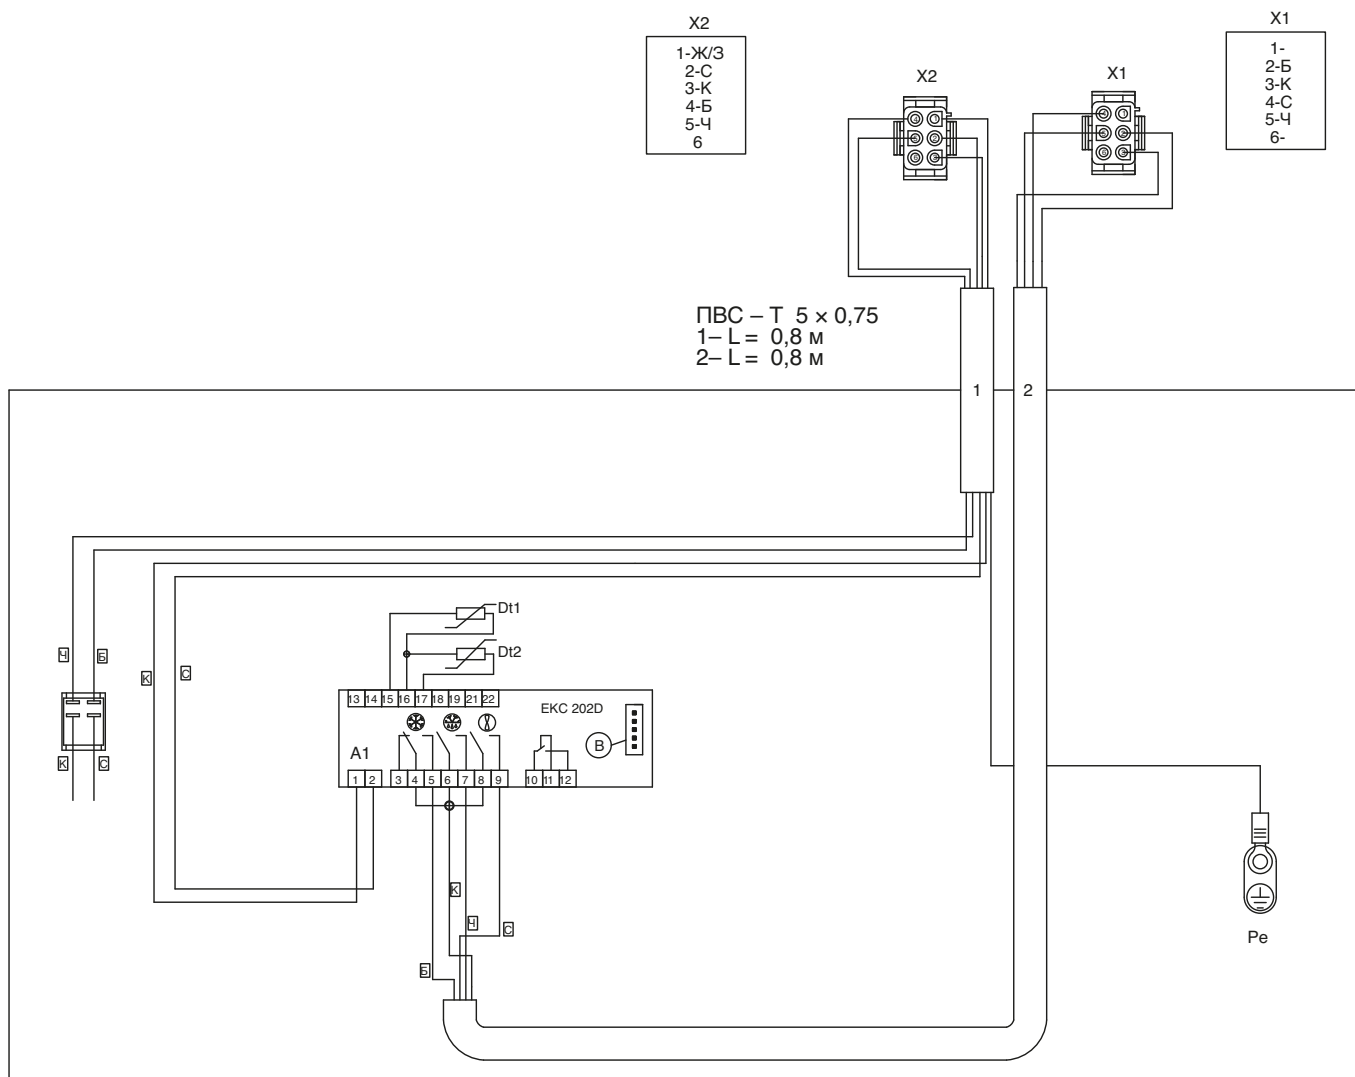 X2
1-Ж/З
2-С
3-К
4-Б
5-Ч
6
X2
X1
X1
1-
2-Б
3-К
4-С
5-Ч
6-
ПВС – Т 5 × 0,75
1– L = 0,8 м
2– L = 0,8 м
1
2
Ч
Б
К
С
К
С
Dt1
Dt2
13 14 15 16 17 18 19 21 22
EKC 202D
B
A1
1 2 3 4 5 6 7 8 9 10 11 12
К
Ч
С
Б
Pe